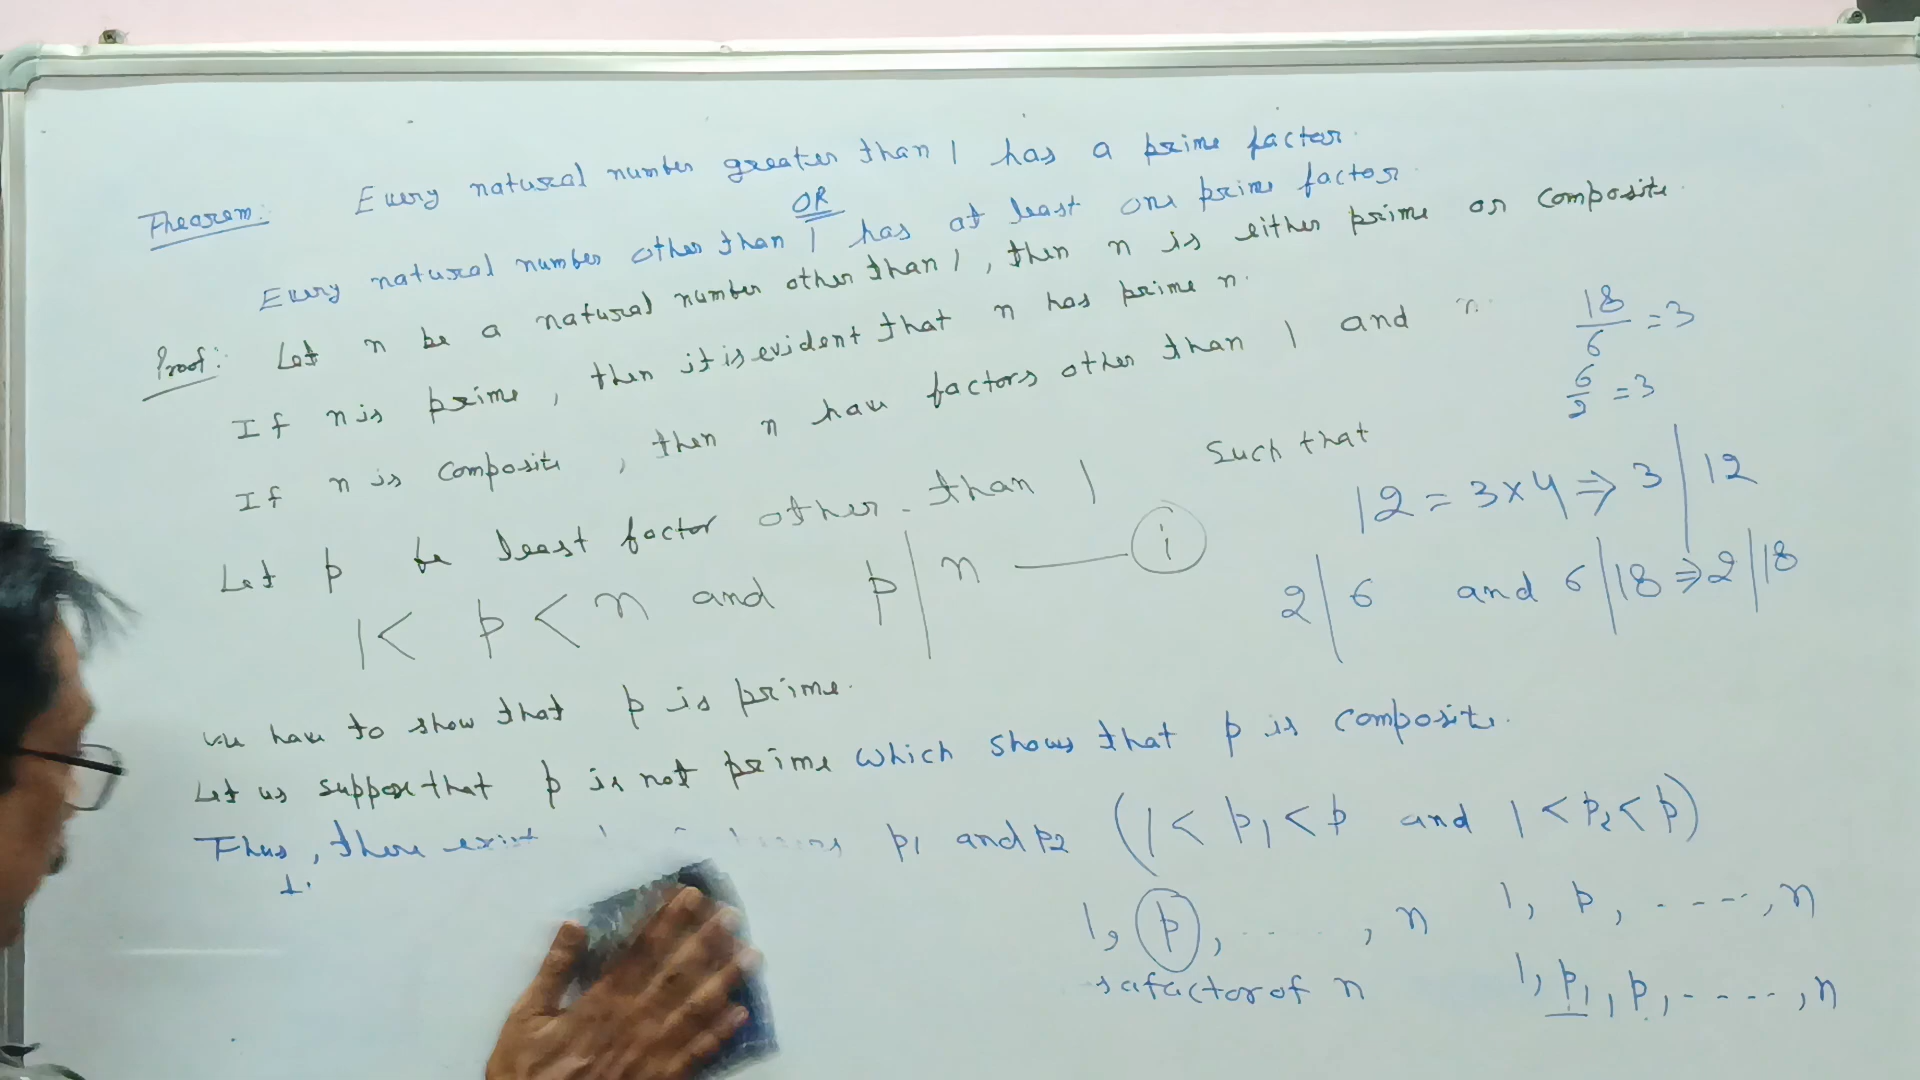 Theorem: Every natural number greater than 1 has a prime factor.
OR
Every natural number other than 1 has at least one prime factor.
Proof: Let n be a natural number other than 1, then n is either prime or composite.
If n is prime, then it is evident that n has prime n.
If n is composite, then n have factors other than 1 and n.
18/6 = 3
6/2 = 3
Let p be least factor other than 1 Such that
1 < p < n and p | n — (i)
12 = 3 x 4 ⇒ 3 | 12
2 | 6 and 6 | 18 ⇒ 2 | 18
we have to show that p is prime.
Let us suppose that p is not prime which shows that p is composite.
Thus, there exist p1 and p2 (1 < p1 < p and 1 < p2 < p)
1, p, ....., n
is a factor of n
1, p, ....., n
1, p1, p, ....., n